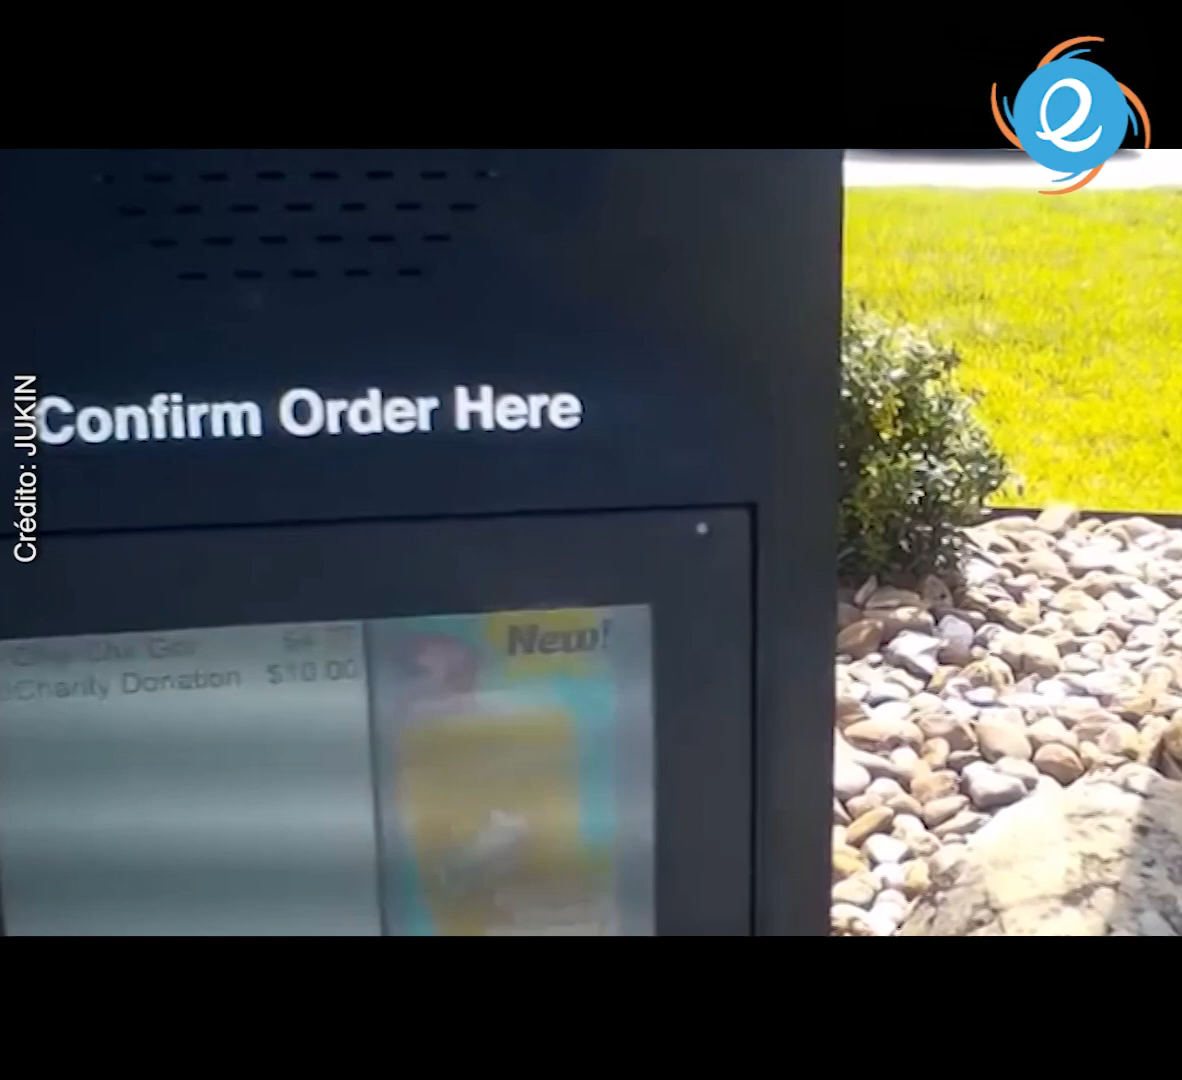 e
Crédito: JUKIN
Confirm Order Here
New!
Charity Donation $10.00